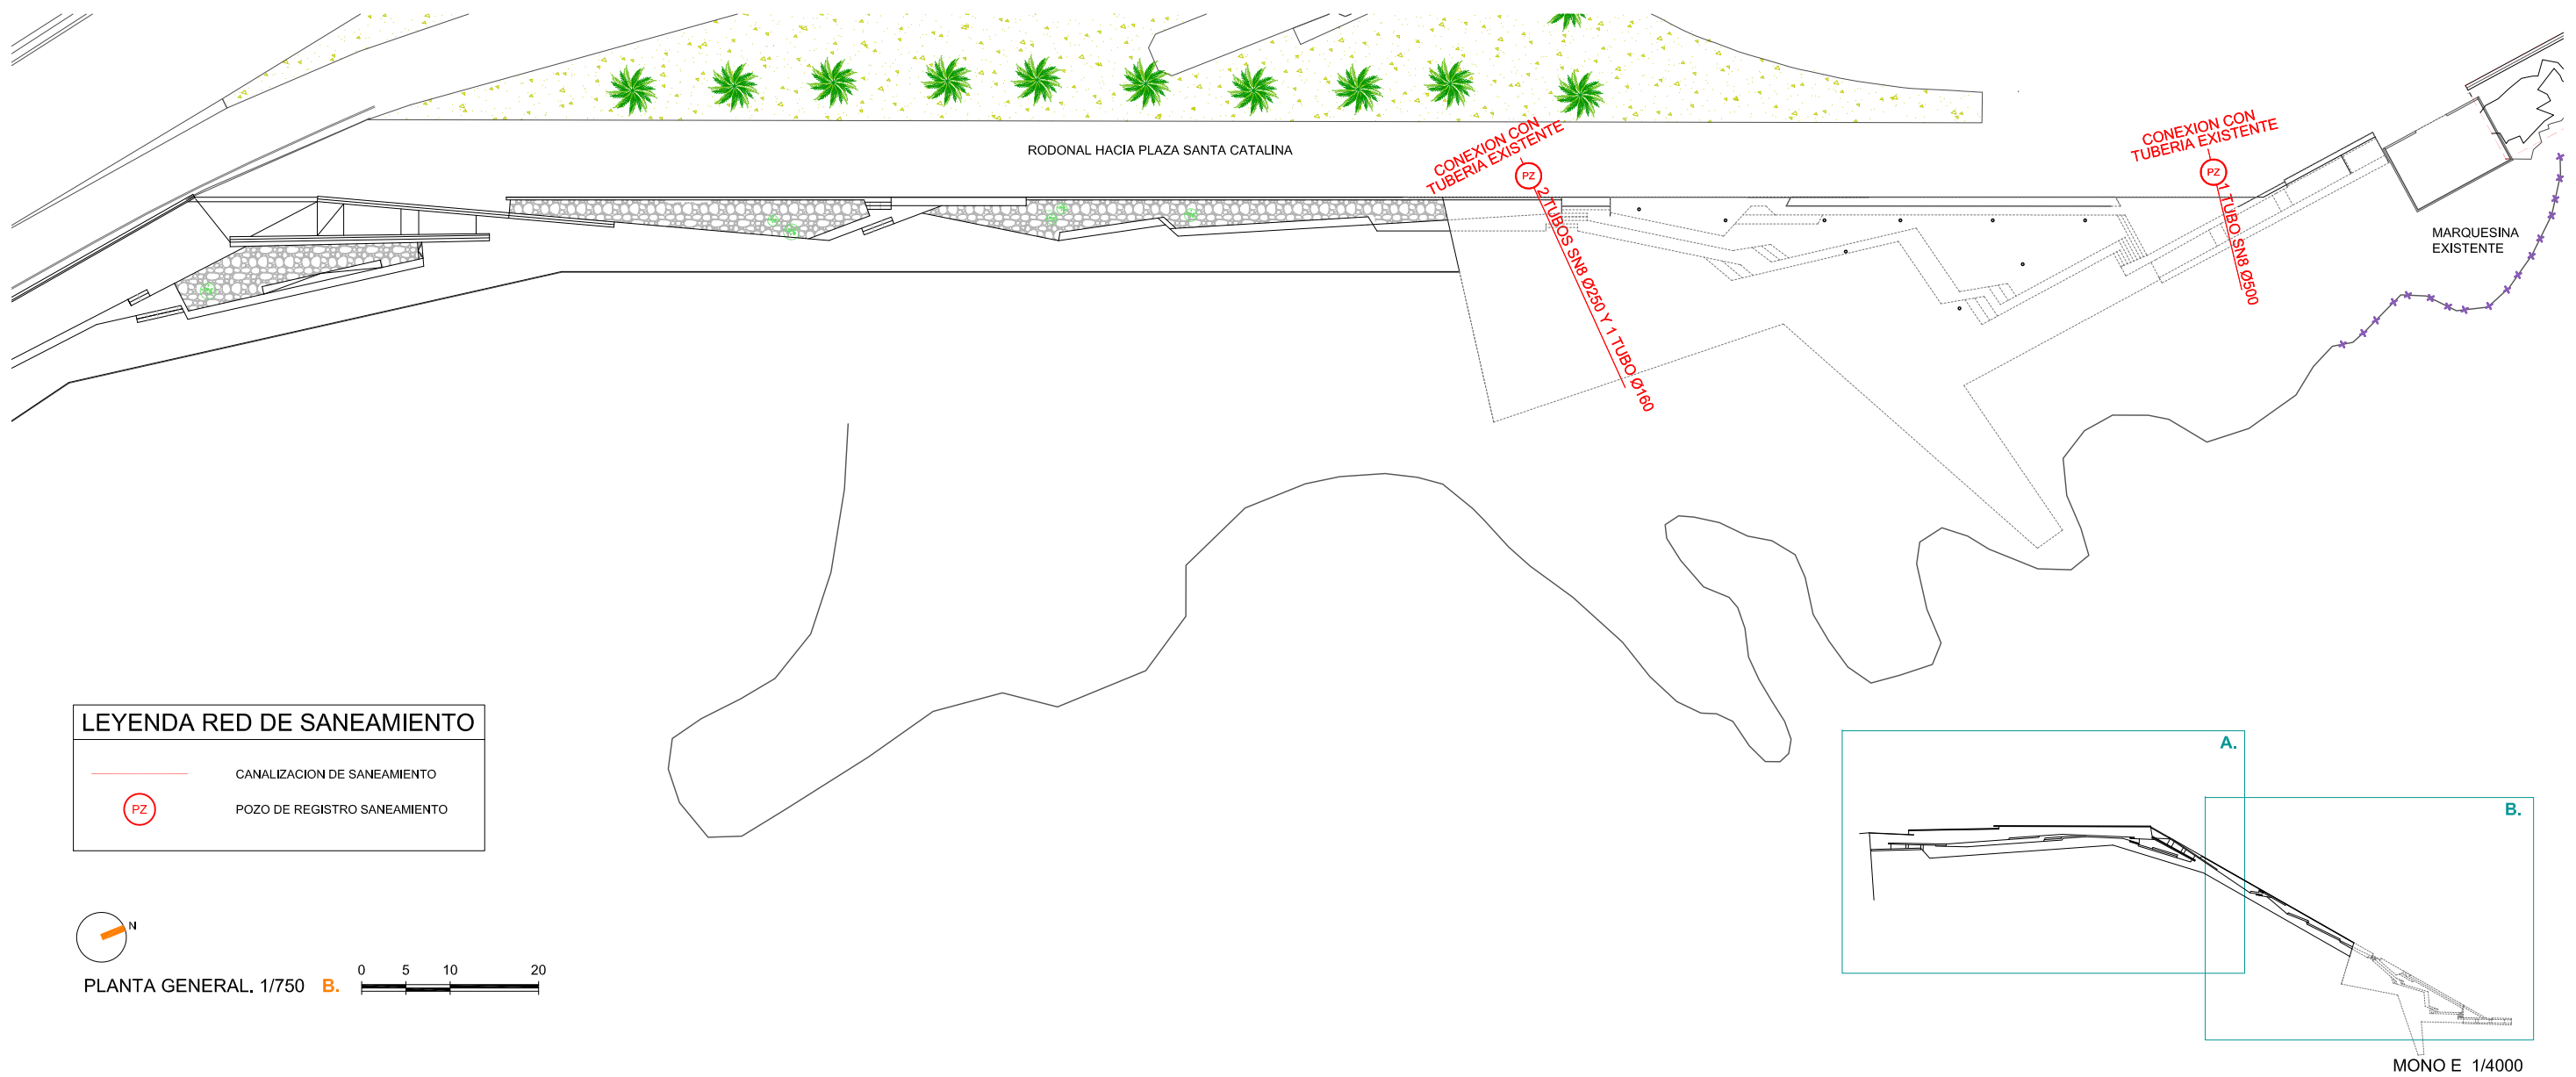 CONEXION CON
TUBERIA EXISTENTE
PZ
2 TUBOS SN8 Ø250 Y 1 TUBO Ø160
CONEXION CON
TUBERIA EXISTENTE
PZ
1 TUBO SN8 Ø500
RODONAL HACIA PLAZA SANTA CATALINA
MARQUESINA
EXISTENTE
LEYENDA RED DE SANEAMIENTO
CANALIZACION DE SANEAMIENTO
PZ
POZO DE REGISTRO SANEAMIENTO
N
PLANTA GENERAL. 1/750 B.
0 5 10 20
A.
B.
MONO E 1/4000